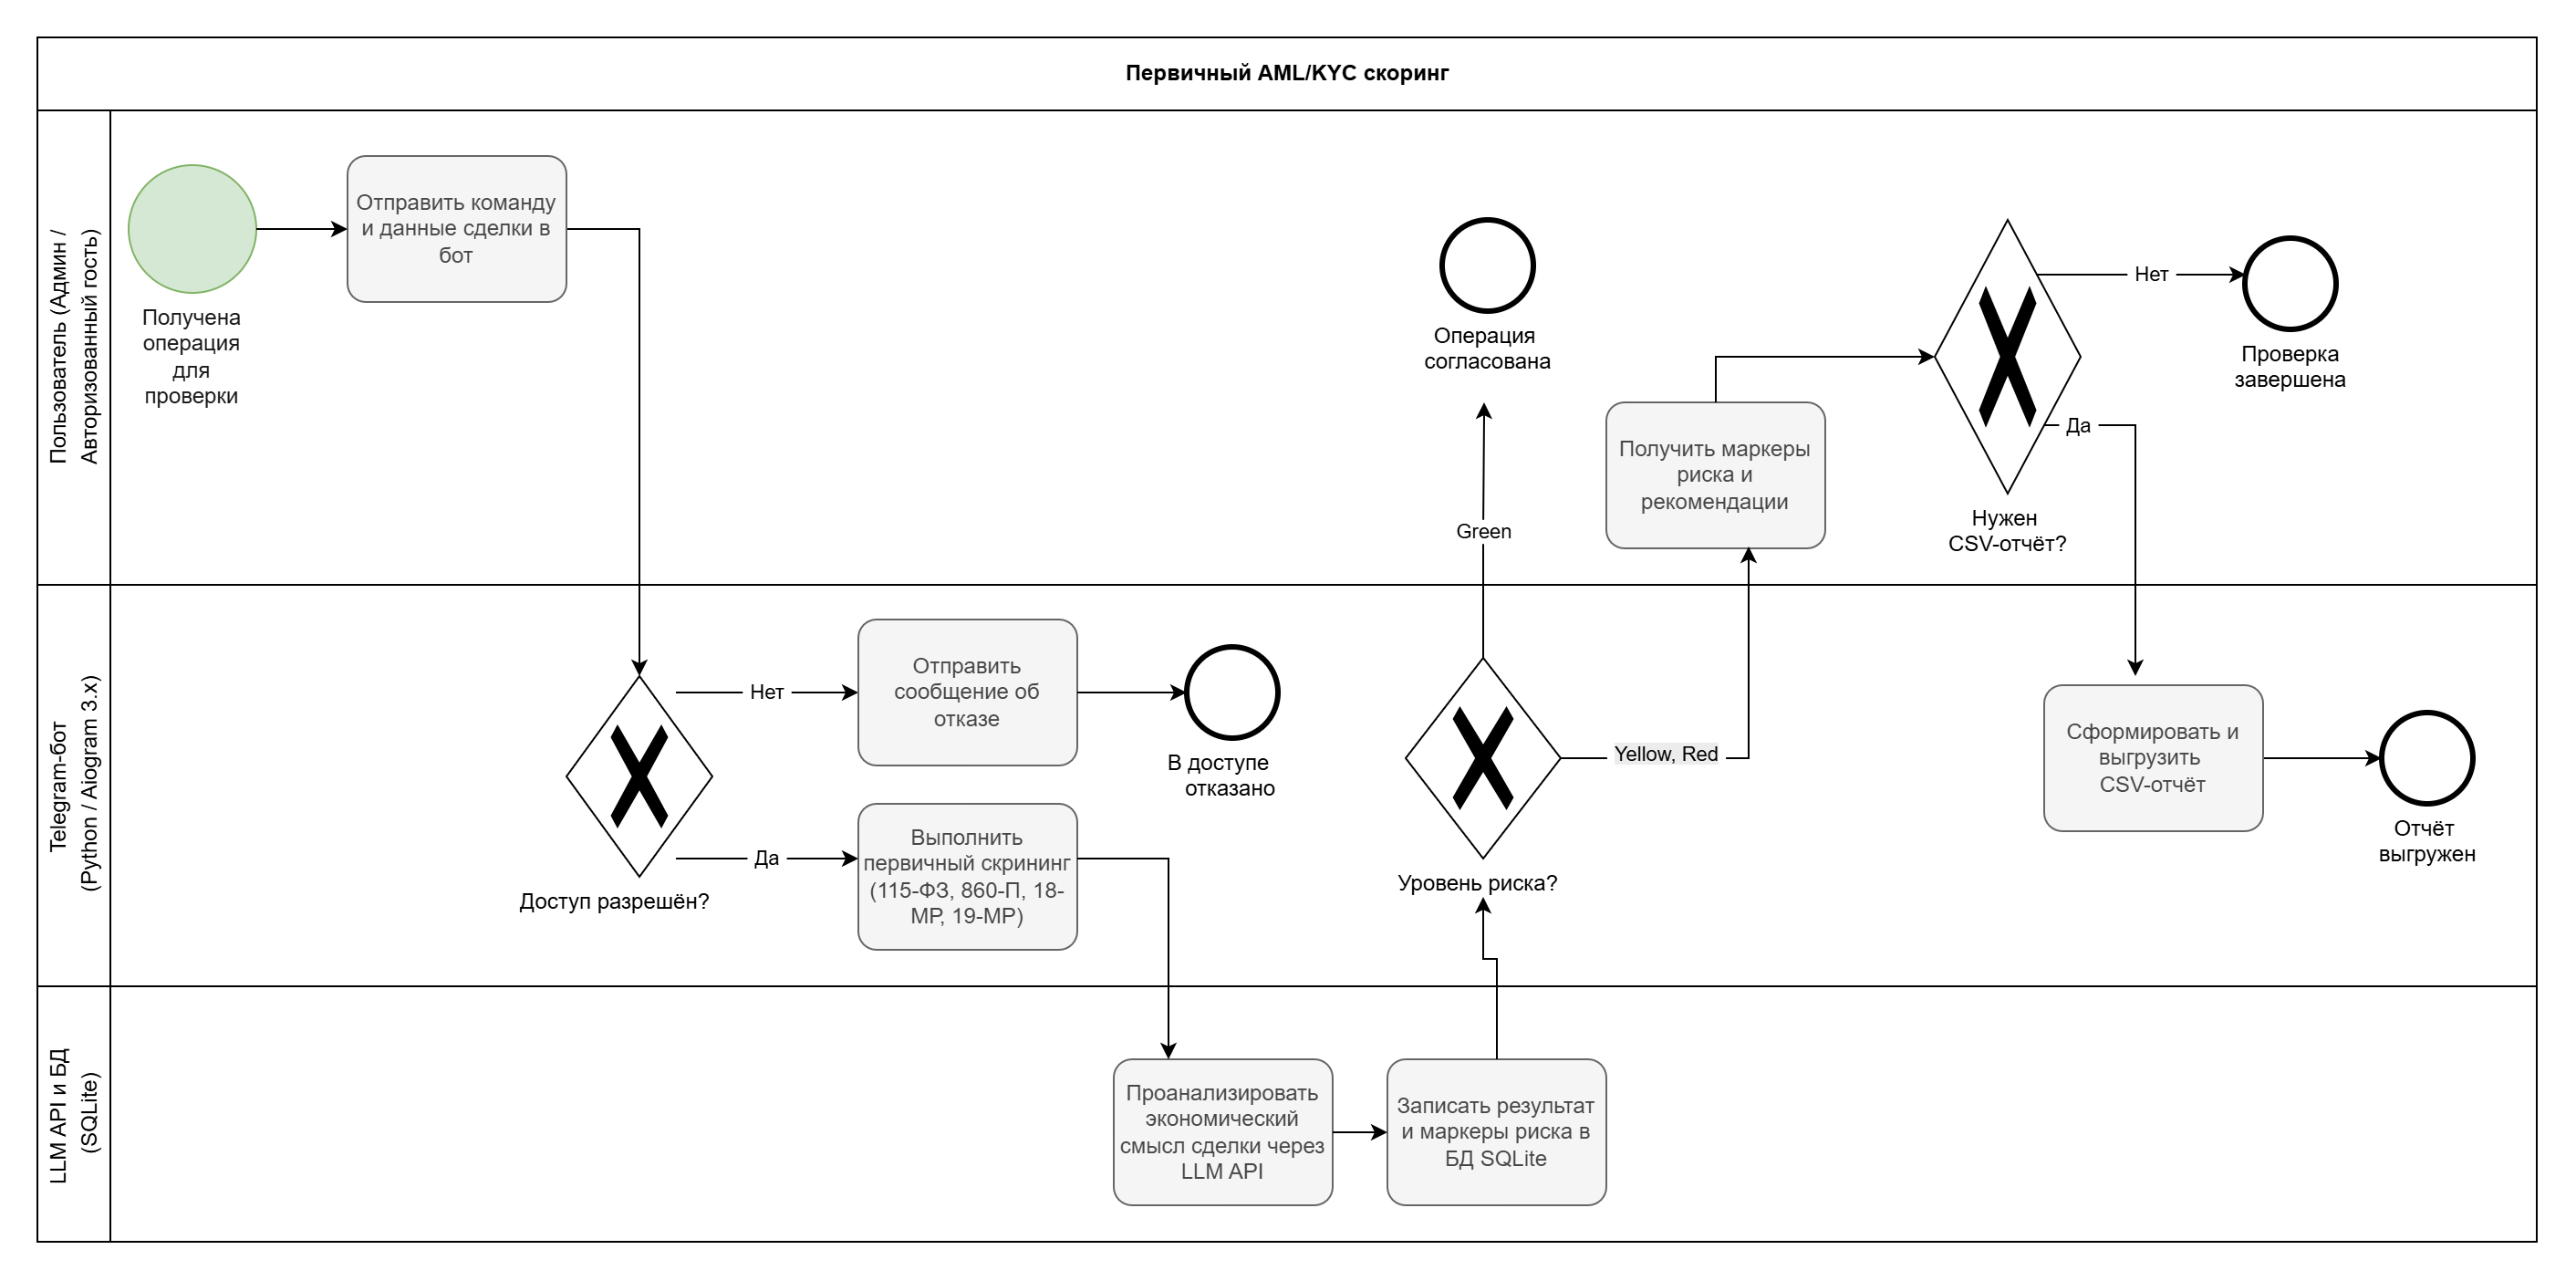 Первичный AML/KYC скоринг
Пользователь (Админ /
Авторизованный гость)
Получена
операция
для
проверки
Отправить команду
и данные сделки в
бот
Операция
согласована
Green
Получить маркеры
риска и
рекомендации
Нужен
CSV-отчёт?
Нет
Проверка
завершена
Да
Telegram-бот
(Python / Aiogram 3.x)
Доступ разрешён?
Нет
Отправить
сообщение об
отказе
В доступе
отказано
Да
Выполнить
первичный скрининг
(115-ФЗ, 860-П, 18-
МР, 19-МР)
Уровень риска?
Yellow, Red
Сформировать и
выгрузить
CSV-отчёт
Отчёт
выгружен
LLM API и БД
(SQLite)
Проанализировать
экономический
смысл сделки через
LLM API
Записать результат
и маркеры риска в
БД SQLite